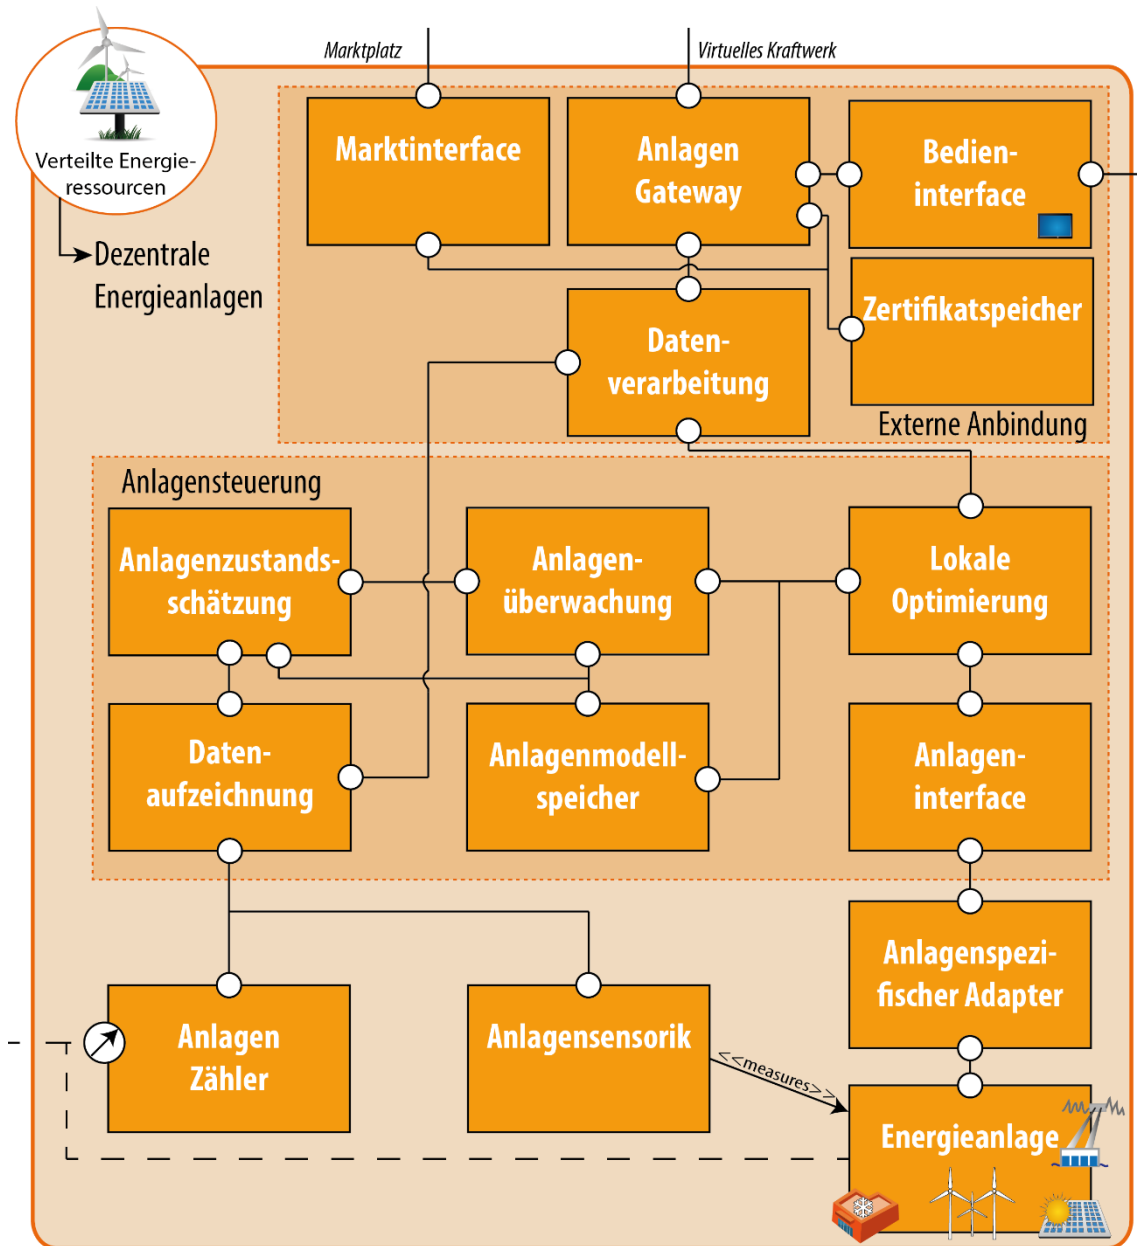 Marktplatz
Virtuelles Kraftwerk
Verteilte Energie-
ressourcen
Dezentrale
Energieanlagen
Marktinterface
Anlagen
Gateway
Bedien-
interface
Zertifikatspeicher
Daten-
verarbeitung
Externe Anbindung
Anlagensteuerung
Anlagenzustands-
schätzung
Anlagen-
überwachung
Lokale
Optimierung
Daten-
aufzeichnung
Anlagenmodell-
speicher
Anlagen-
interface
Anlagenspezi-
fischer Adapter
Anlagen
Zähler
Anlagensensorik
<<measures>>
Energieanlage